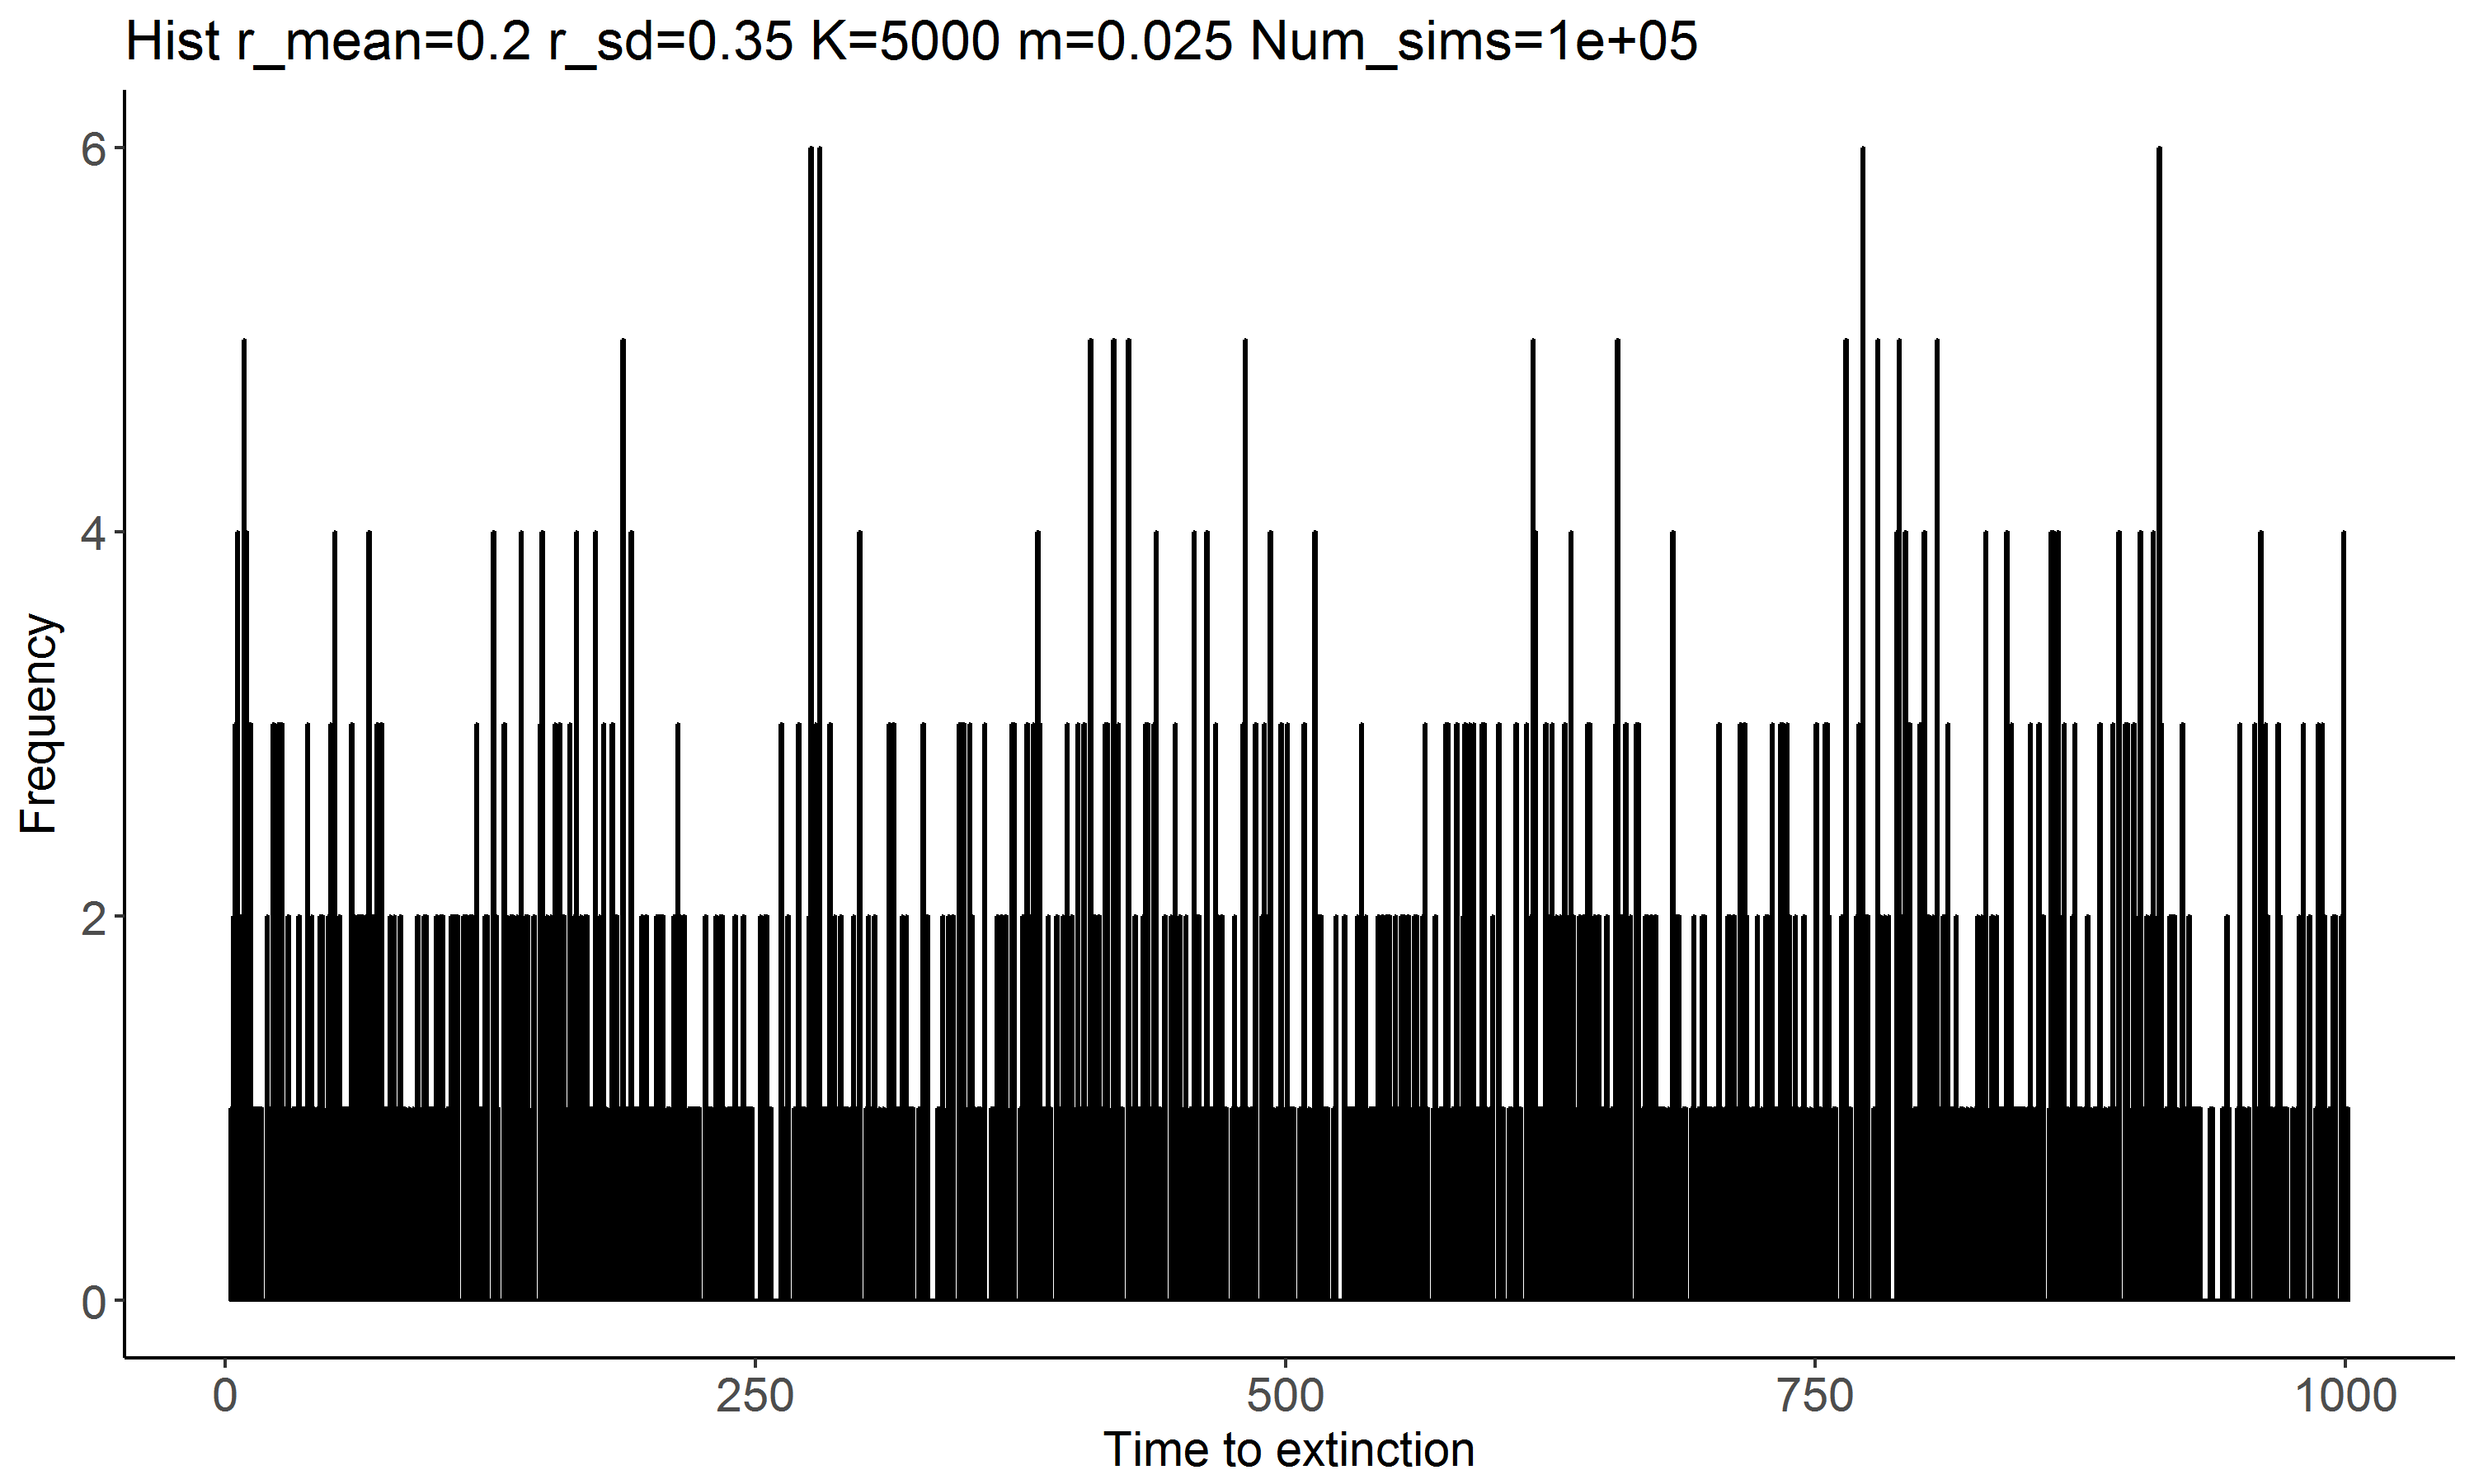 Hist r_mean=0.2 r_sd=0.35 K=5000 m=0.025 Num_sims=1e+05
Frequency
6
4
2
0
0 250 500 750 1000
Time to extinction